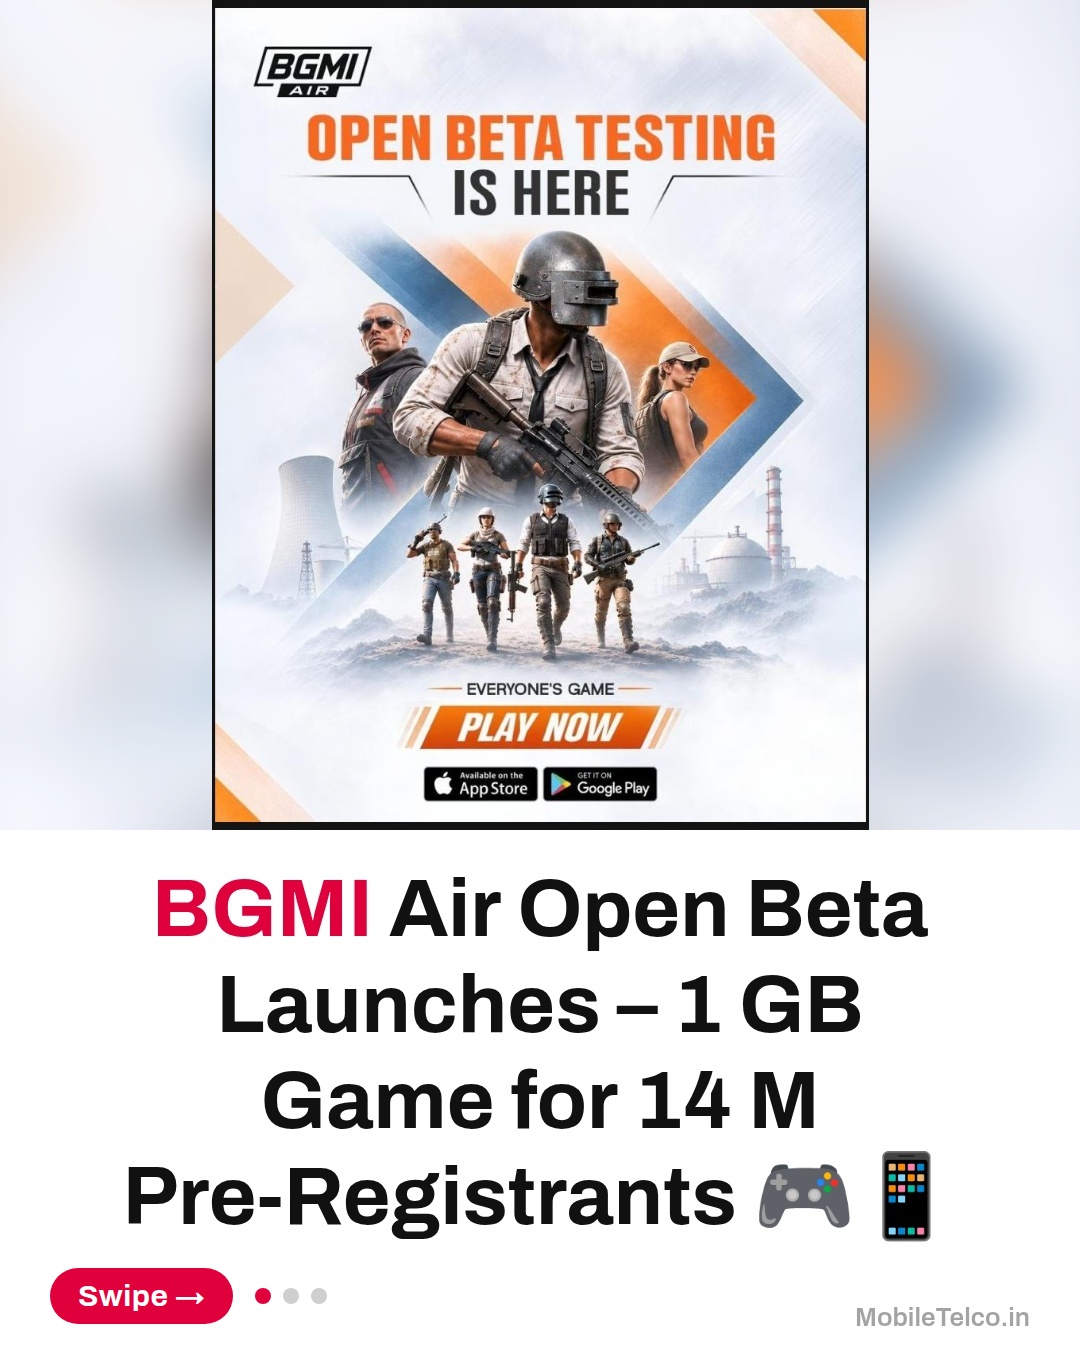 BGMI
AIR
OPEN BETA TESTING
IS HERE
EVERYONE'S GAME
PLAY NOW
Available on the
App Store
GET IT ON
Google Play
BGMI Air Open Beta
Launches – 1 GB
Game for 14 M
Pre-Registrants 🎮 📱
Swipe →
MobileTelco.in